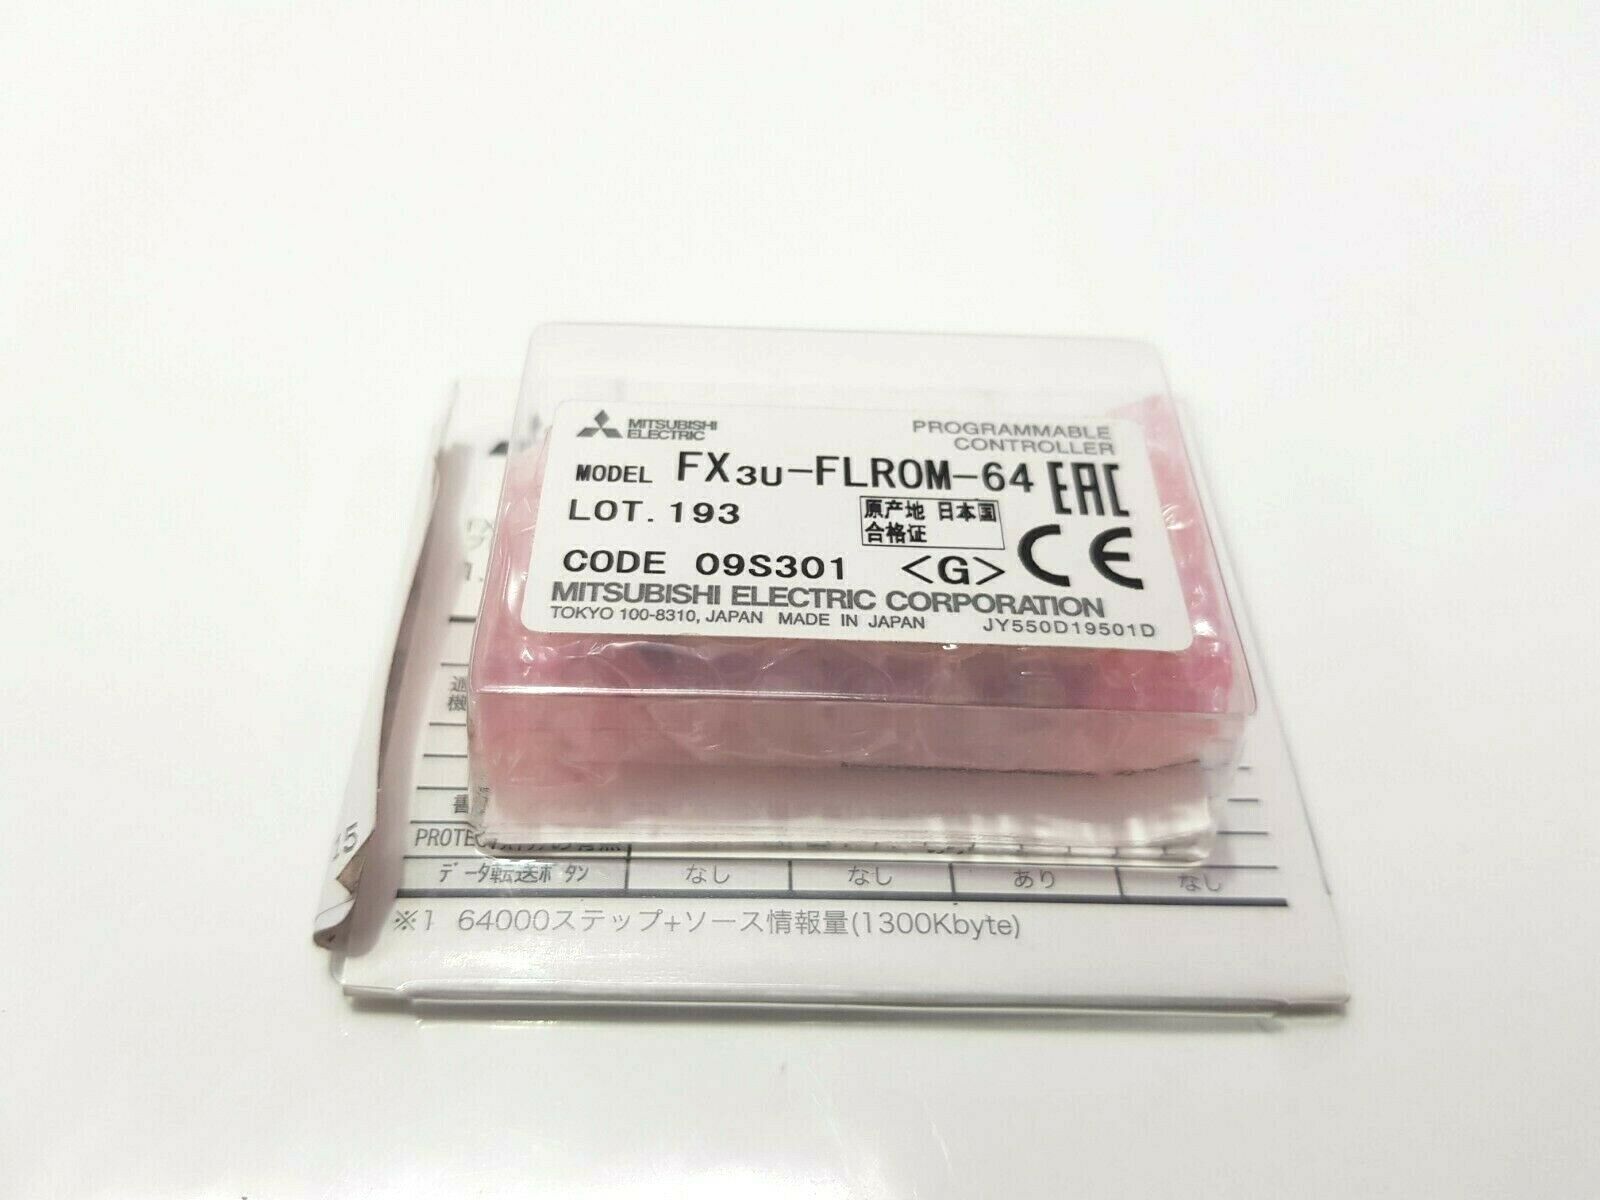 MITSUBISHI
ELECTRIC
PROGRAMMABLE
CONTROLLER
MODEL FX3U-FLROM-64
EAC
LOT. 193
原产地 日本国
合格证
CODE 09S301 <G> CE
MITSUBISHI ELECTRIC CORPORATION
TOKYO 100-8310, JAPAN MADE IN JAPAN JY550D19501D
機
データ転送ボタン なし なし あり なし
※1 64000ステップ+ソース情報量(1300Kbyte)